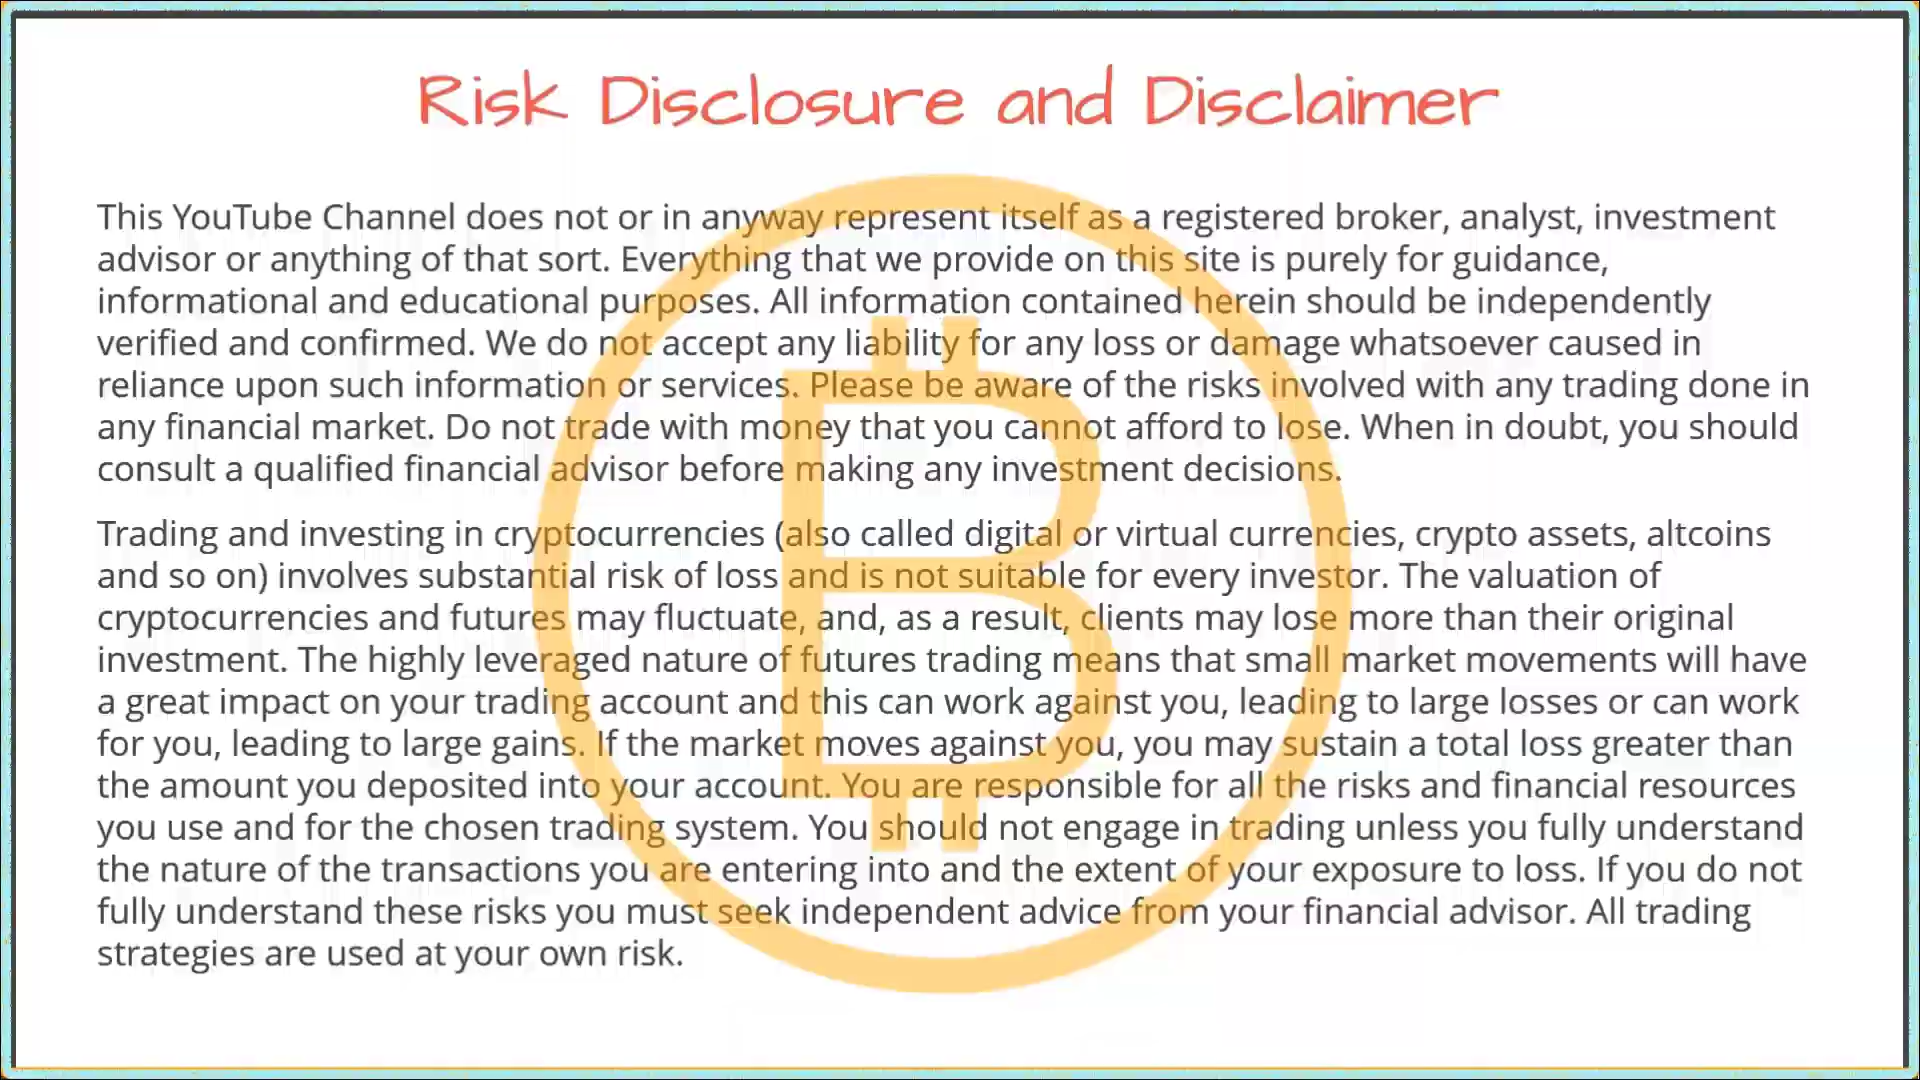 Risk Disclosure and Disclaimer
This YouTube Channel does not or in anyway represent itself as a registered broker, analyst, investment
advisor or anything of that sort. Everything that we provide on this site is purely for guidance,
informational and educational purposes. All information contained herein should be independently
verified and confirmed. We do not accept any liability for any loss or damage whatsoever caused in
reliance upon such information or services. Please be aware of the risks involved with any trading done in
any financial market. Do not trade with money that you cannot afford to lose. When in doubt, you should
consult a qualified financial advisor before making any investment decisions.
Trading and investing in cryptocurrencies (also called digital or virtual currencies, crypto assets, altcoins
and so on) involves substantial risk of loss and is not suitable for every investor. The valuation of
cryptocurrencies and futures may fluctuate, and, as a result, clients may lose more than their original
investment. The highly leveraged nature of futures trading means that small market movements will have
a great impact on your trading account and this can work against you, leading to large losses or can work
for you, leading to large gains. If the market moves against you, you may sustain a total loss greater than
the amount you deposited into your account. You are responsible for all the risks and financial resources
you use and for the chosen trading system. You should not engage in trading unless you fully understand
the nature of the transactions you are entering into and the extent of your exposure to loss. If you do not
fully understand these risks you must seek independent advice from your financial advisor. All trading
strategies are used at your own risk.